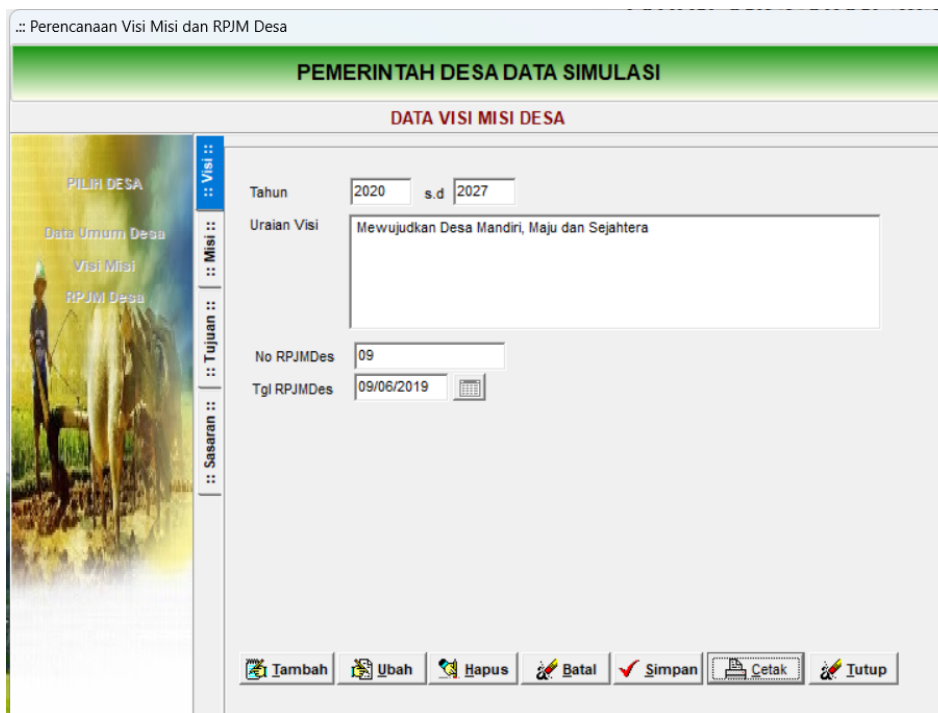 .:: Perencanaan Visi Misi dan RPJM Desa
PEMERINTAH DESA DATA SIMULASI
DATA VISI MISI DESA
PILIH DESA
Data Umum Desa
Visi Misi
RPJM Desa
:: Visi ::
:: Misi ::
:: Tujuan ::
:: Sasaran ::
Tahun 2020 s.d 2027
Uraian Visi Mewujudkan Desa Mandiri, Maju dan Sejahtera
No RPJMDes 09
Tgl RPJMDes 09/06/2019
Tambah Ubah Hapus Batal Simpan Cetak Tutup